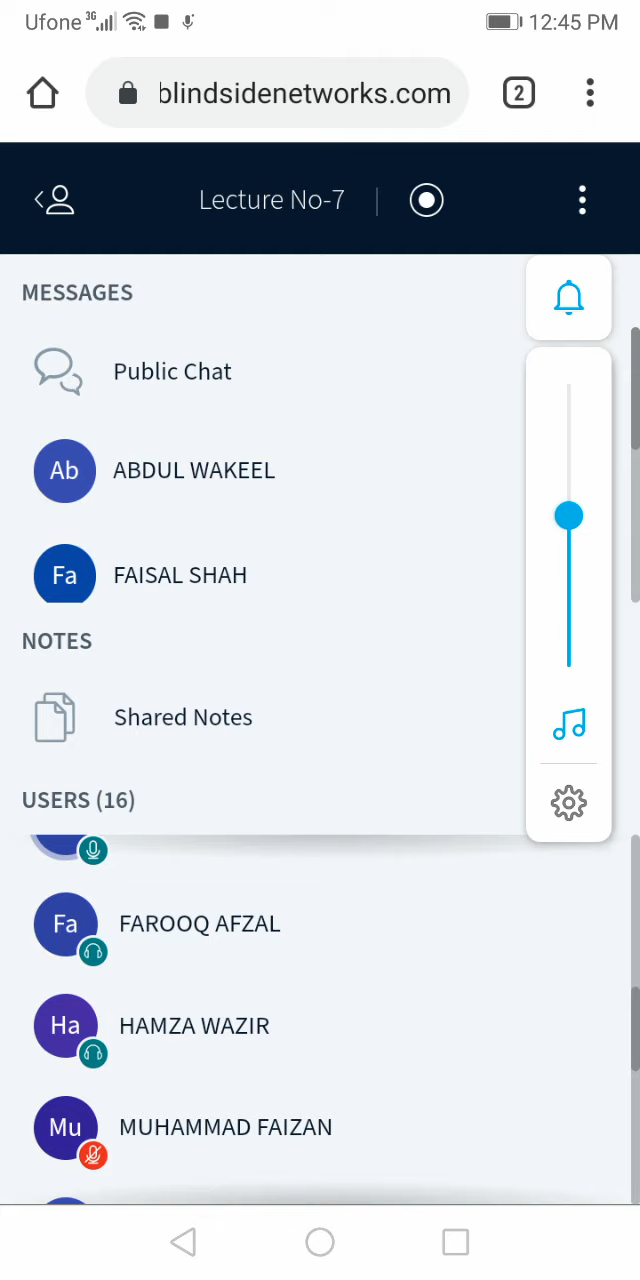 Ufone 3G 12:45 PM
blindsidenetworks.com 2
Lecture No-7
MESSAGES
Public Chat
Ab ABDUL WAKEEL
Fa FAISAL SHAH
NOTES
Shared Notes
USERS (16)
Fa FAROOQ AFZAL
Ha HAMZA WAZIR
Mu MUHAMMAD FAIZAN